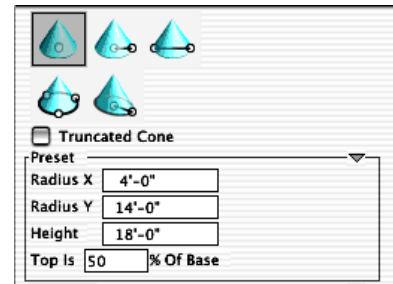 Truncated Cone
Preset
Radius X 4'-0"
Radius Y 14'-0"
Height 18'-0"
Top Is 50 % Of Base